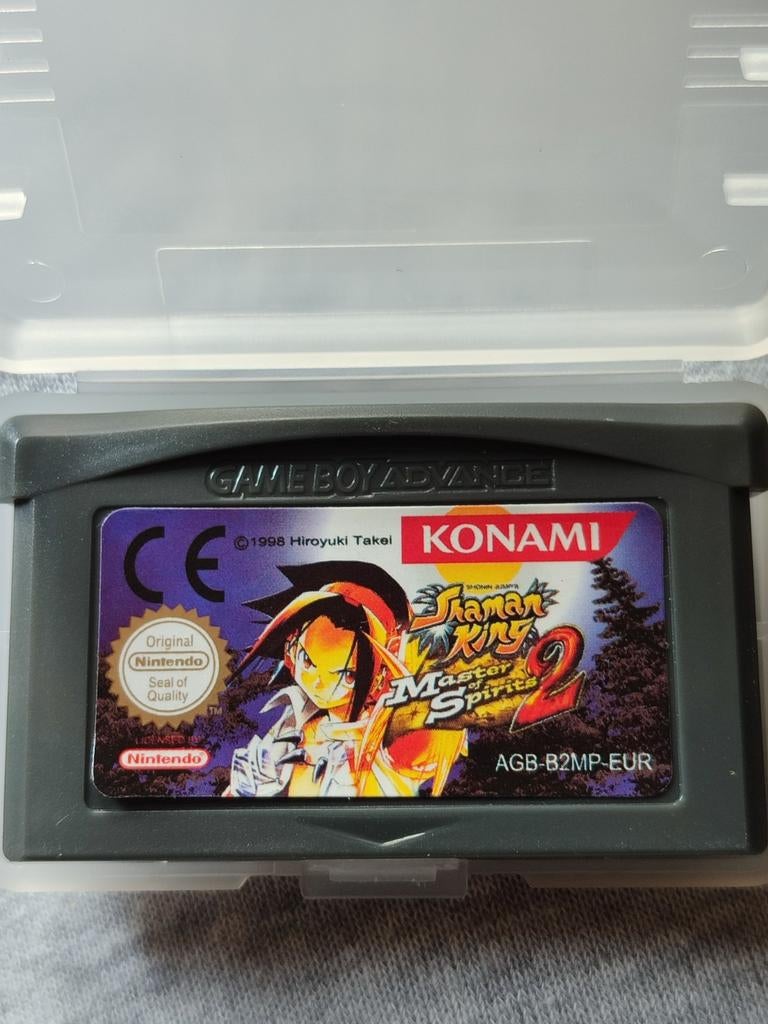 GAME BOY ADVANCE
CE
©1998 Hiroyuki Takei
KONAMI
SHONEN JUMP'S
Shaman
King
Master
of
Spirits 2
Original
Nintendo
Seal of
Quality
TM
LICENSED BY
Nintendo
AGB-B2MP-EUR